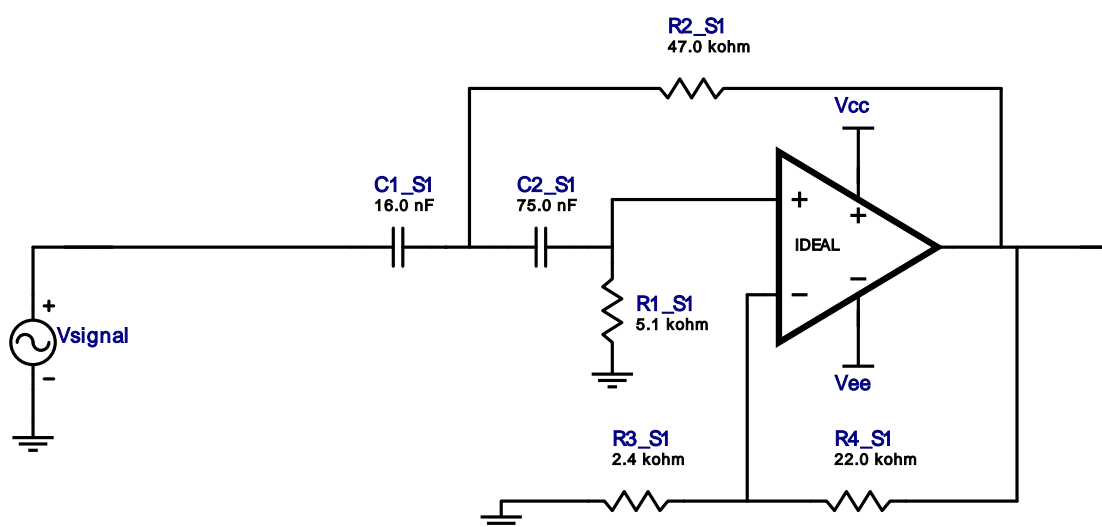 R2_S1
47.0 kohm
Vcc
C1_S1
16.0 nF
C2_S1
75.0 nF
+
+
IDEAL
−
−
+
Vsignal
−
R1_S1
5.1 kohm
Vee
R3_S1
2.4 kohm
R4_S1
22.0 kohm